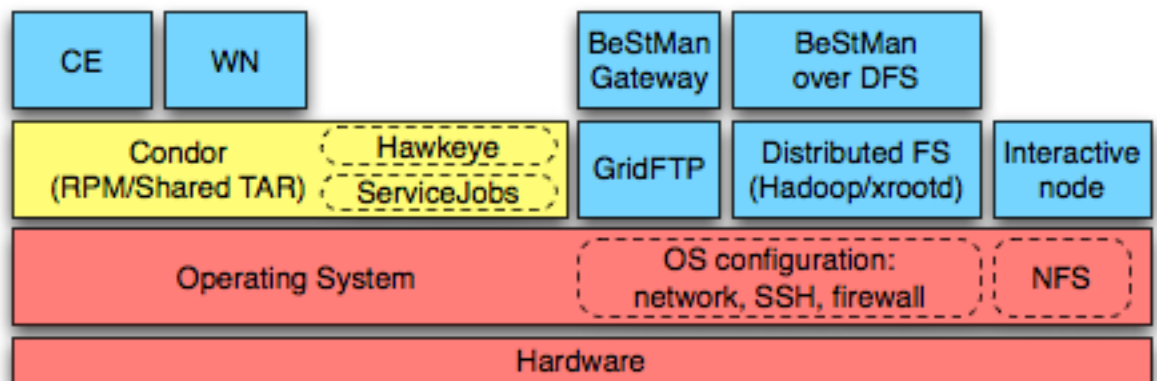 CE
WN
BeStMan
Gateway
BeStMan
over DFS
Condor
(RPM/Shared TAR)
Hawkeye
ServiceJobs
GridFTP
Distributed FS
(Hadoop/xrootd)
Interactive
node
Operating System
OS configuration:
network, SSH, firewall
NFS
Hardware